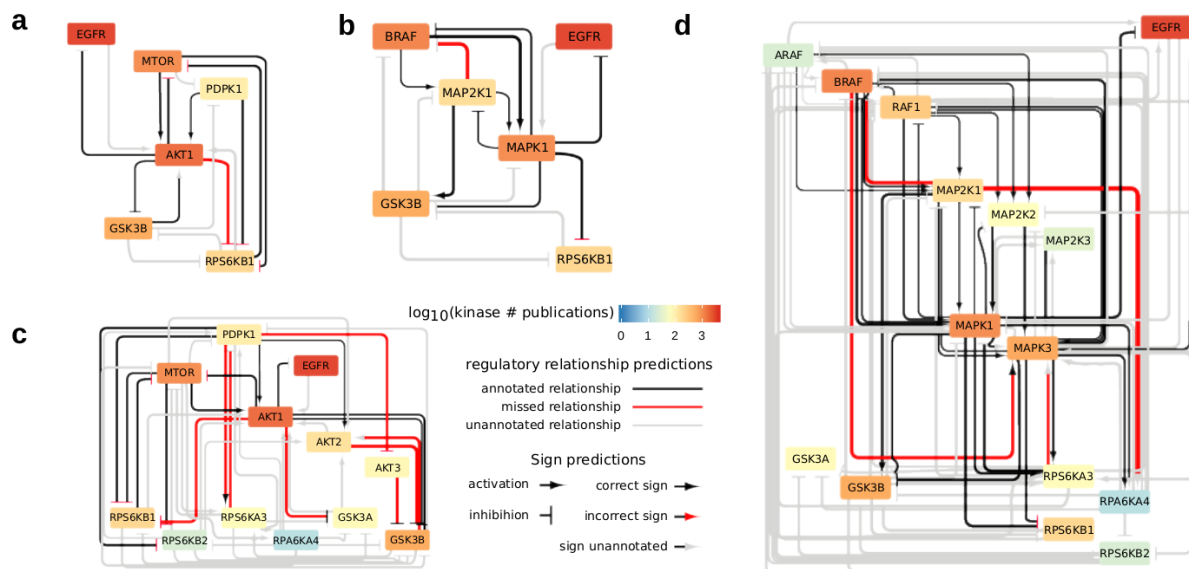 a
EGFR
MTOR
PDPK1
AKT1
GSK3B
RPS6KB1
b
BRAF
EGFR
MAP2K1
MAPK1
GSK3B
RPS6KB1
c
PDPK1
MTOR
EGFR
AKT1
AKT2
AKT3
RPS6KB1
RPS6KA3
GSK3A
RPS6KB2
RPA6KA4
GSK3B
log10(kinase # publications)
0 1 2 3
regulatory relationship predictions
annotated relationship
missed relationship
unannotated relationship
Sign predictions
activation
correct sign
inhibihion
incorrect sign
sign unannotated
d
EGFR
ARAF
BRAF
RAF1
MAP2K1
MAP2K2
MAP2K3
MAPK1
MAPK3
GSK3A
RPS6KA3
GSK3B
RPA6KA4
RPS6KB1
RPS6KB2